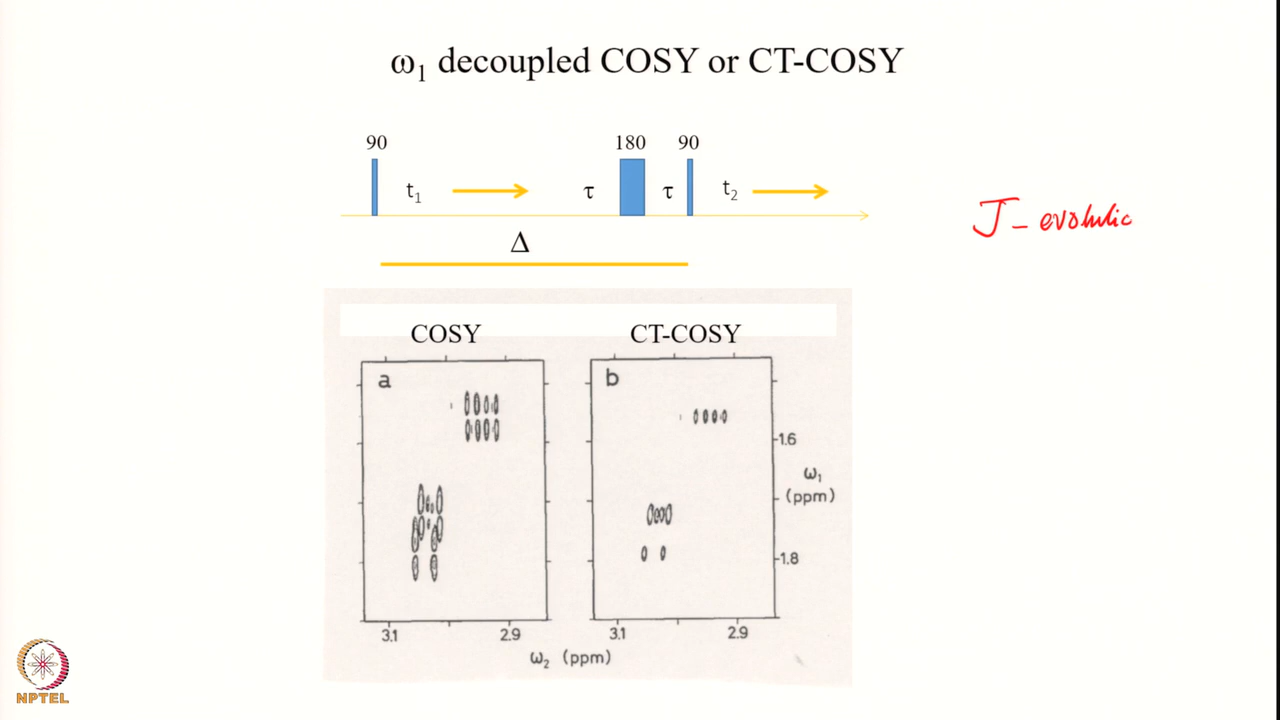 ω₁ decoupled COSY or CT-COSY
90 180 90
t₁ τ τ t₂
Δ
J - evolutic
COSY CT-COSY
a b
1.6
ω₁
(ppm)
1.8
3.1 2.9 3.1 2.9
ω₂ (ppm)
NPTEL